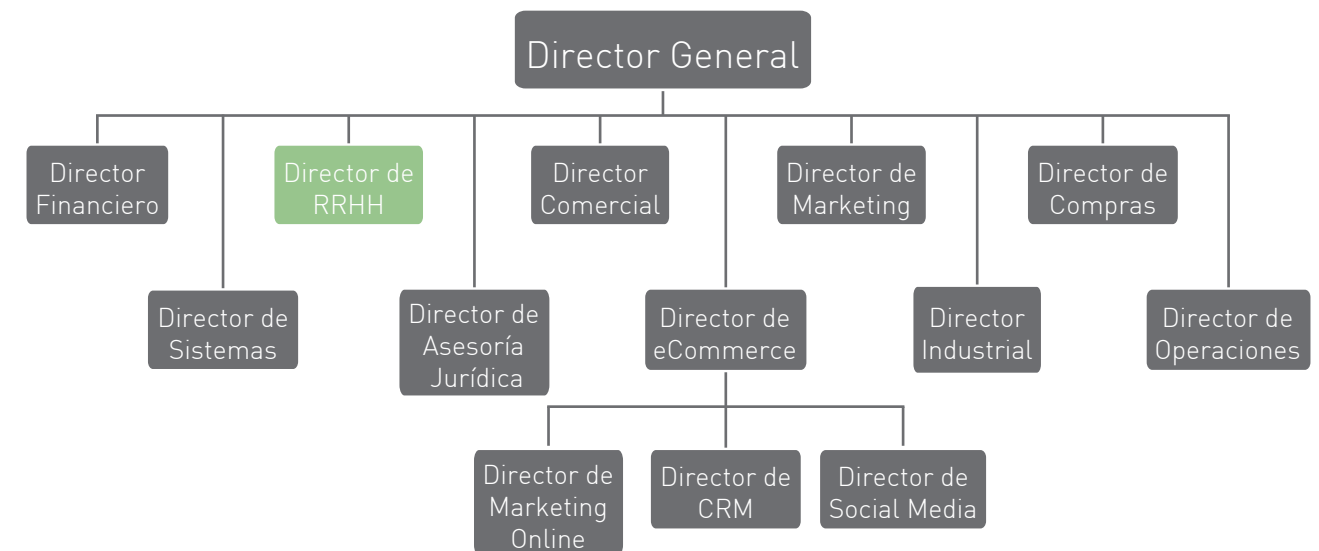 Director General
Director
Financiero
Director de
RRHH
Director
Comercial
Director de
Marketing
Director de
Compras
Director de
Sistemas
Director de
Asesoría
Jurídica
Director de
eCommerce
Director
Industrial
Director de
Operaciones
Director de
Marketing
Online
Director de
CRM
Director de
Social Media